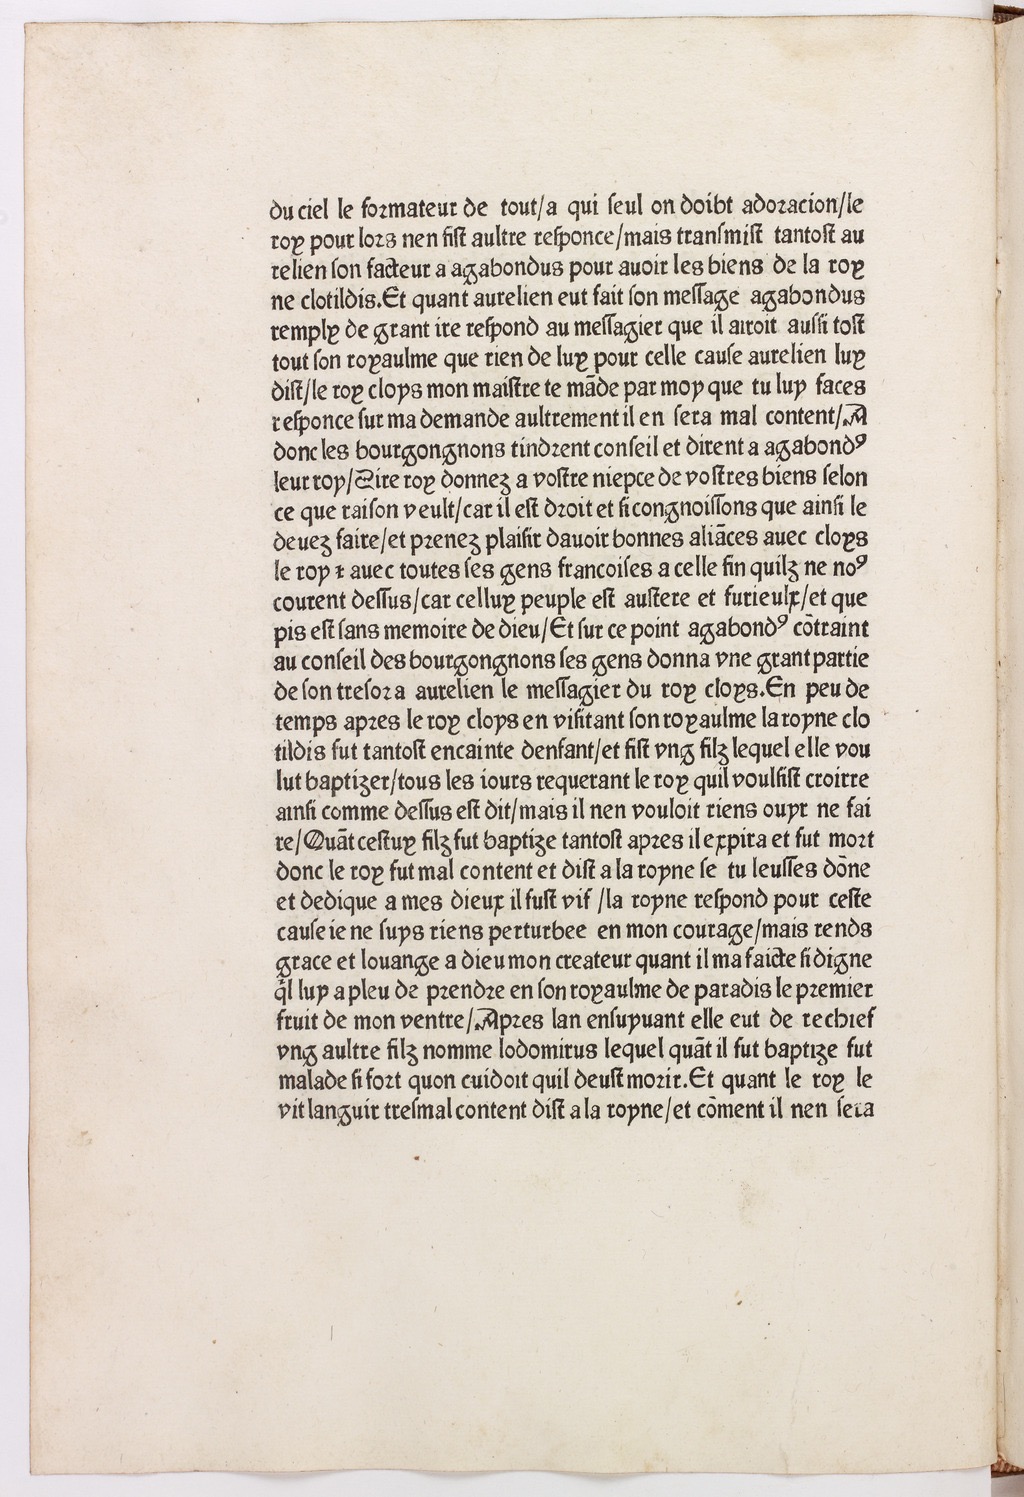 du ciel le formateur de tout/a qui ſeul on doibt adoracion/le
roy pour lors nen fiſt aultre reſponce/mais tranſmiſt tantoſt au
relien ſon facteur a agabondus pour auoir les biens de la roy
ne clotildis.Et quant aurelien eut fait ſon meſſage agabondus
remply de grant ire reſpond au meſſagier que il airoit auſſi toſt
tout ſon royaulme que rien de luy pour celle cauſe aurelien luy
diſt/le roy cloys mon maiſtre te mãde par moy que tu luy faces
reſponce ſur ma demande aultrement il en ſera mal content/A
donc les bourgongnons tindrent conſeil et dirent a agabondꝰ
leur roy/Sire roy donnez a voſtre niepce de voſtres biens ſelon
ce que raiſon veult/car il eſt droit et ſi congnoiſſons que ainſi le
deuez faire/et prenez plaiſir dauoir bonnes aliãces auec cloys
le roy ⁊ auec toutes ſes gens francoiſes a celle fin quilz ne noꝰ
courent deſſus/car celluy peuple eſt auſtere et furieulx/et que
pis eſt ſans memoire de dieu/Et ſur ce point agabondꝰ cõtraint
au conſeil des bourgongnons ſes gens donna vne grant partie
de ſon treſor a aurelien le meſſagier du roy cloys.En peu de
temps apres le roy cloys en viſitant ſon royaulme la royne clo
tildis fut tantoſt encainte denfant/et fiſt vng filz lequel elle vou
lut baptizer/tous les iours requerant le roy quil voulſiſt croirre
ainſi comme deſſus eſt dit/mais il nen vouloit riens ouyr ne fai
re/Quãt ceſtuy filz fut baptize tantoſt apres il expira et fut mort
donc le roy fut mal content et diſt a la royne ſe tu leuſſes dõne
et dedique a mes dieux il fuſt vif /la royne reſpond pour ceſte
cauſe ie ne ſuys riens perturbee en mon courage/mais rends
grace et louange a dieu mon createur quant il ma faicte ſi digne
q̃l luy a pleu de prendre en ſon royaulme de paradis le premier
fruit de mon ventre/Apres lan enſuyuant elle eut de rechief
vng aultre filz nomme lodomirus lequel quãt il fut baptize fut
malade ſi fort quon cuidoit quil deuſt morir.Et quant le roy le
vit languir treſmal content diſt a la royne/et cõment il nen ſera